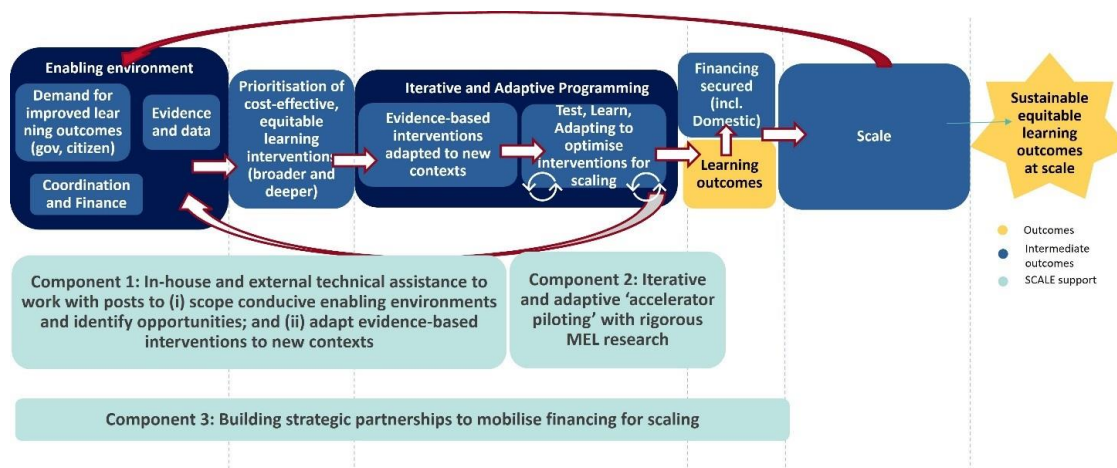 Enabling environment
Demand for
improved lear
ning outcomes
(gov, citizen)
Evidence
and data
Coordination
and Finance
Prioritisation of
cost-effective,
equitable
learning
interventions
(broader and
deeper)
Iterative and Adaptive Programming
Evidence-based
interventions
adapted to new
contexts
Test, Learn,
Adapting to
optimise
interventions for
scaling
Financing
secured
(incl.
Domestic)
Learning
outcomes
Scale
Sustainable
equitable
learning
outcomes
at scale
Outcomes
Intermediate
outcomes
SCALE support
Component 1: In-house and external technical assistance to
work with posts to (i) scope conducive enabling environments
and identify opportunities; and (ii) adapt evidence-based
interventions to new contexts
Component 2: Iterative
and adaptive ‘accelerator
piloting’ with rigorous
MEL research
Component 3: Building strategic partnerships to mobilise financing for scaling